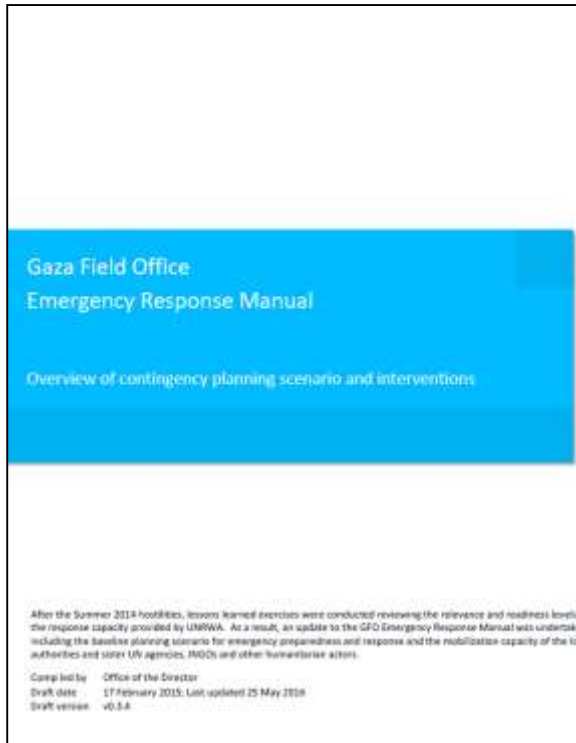 Gaza Field Office
Emergency Response Manual
Overview of contingency planning scenario and interventions
After the Summer 2014 hostilities, lessons learned exercises were conducted reviewing the relevance and readiness level
the response capacity provided by UNRWA. As a result, an update to the GFO Emergency Response Manual was undertak
including the baseline planning scenario for emergency preparedness and response and the mobilization capacity of the lo
authorities and sister UN agencies, INGOs and other humanitarian actors.
Compiled by Office of the Director
Draft date 17 February 2015; Last updated 25 May 2016
Draft version v0.3.4